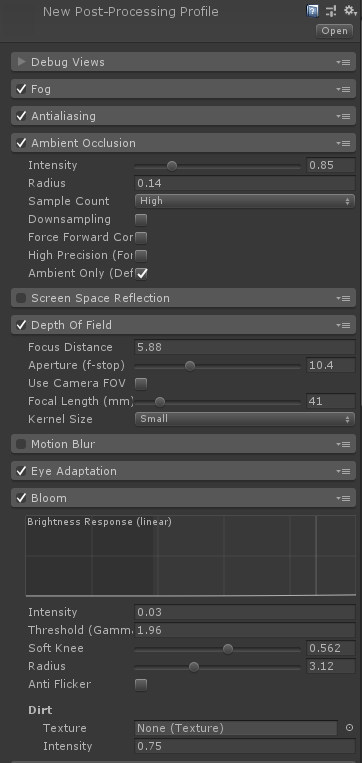 New Post-Processing Profile
Open
Debug Views
Fog
Antialiasing
Ambient Occlusion
Intensity 0.85
Radius 0.14
Sample Count High
Downsampling
Force Forward Cor
High Precision (For
Ambient Only (Def
Screen Space Reflection
Depth Of Field
Focus Distance 5.88
Aperture (f-stop) 10.4
Use Camera FOV
Focal Length (mm) 41
Kernel Size Small
Motion Blur
Eye Adaptation
Bloom
Brightness Response (linear)
Intensity 0.03
Threshold (Gamma 1.96
Soft Knee 0.562
Radius 3.12
Anti Flicker
Dirt
Texture None (Texture)
Intensity 0.75